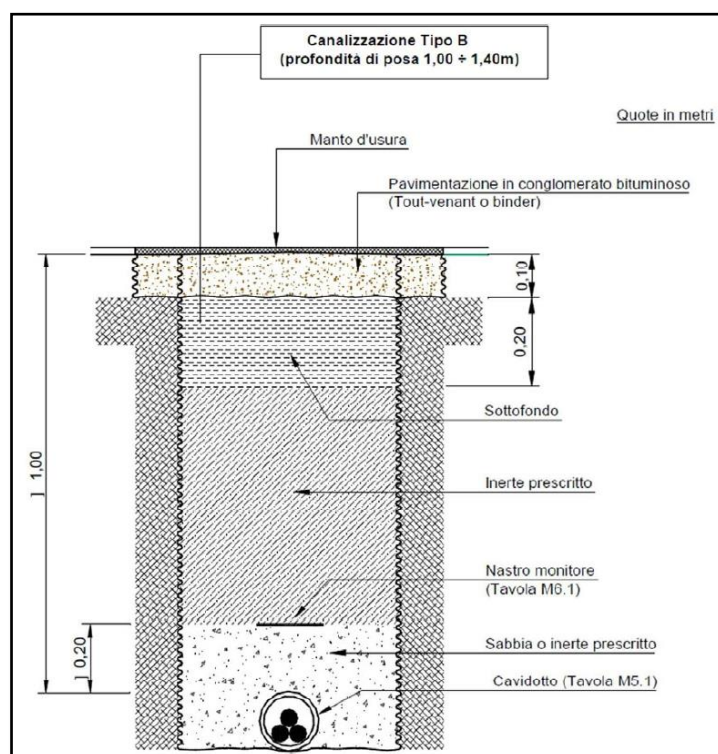 Canalizzazione Tipo B
(profondità di posa 1,00 ÷ 1,40m)
Quote in metri
Manto d'usura
Pavimentazione in conglomerato bituminoso
(Tout-venant o binder)
0,10
0,20
] 1,00
Sottofondo
Inerte prescritto
Nastro monitore
(Tavola M6.1)
] 0,20
Sabbia o inerte prescritto
Cavidotto (Tavola M5.1)